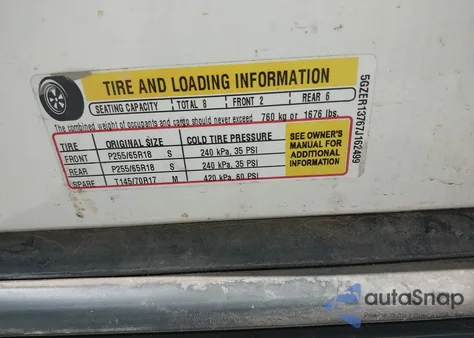 TIRE AND LOADING INFORMATION
SEATING CAPACITY TOTAL 8 FRONT 2 REAR 6
The combined weight of occupants and cargo should never exceed 760 kg or 1676 lbs.
TIRE ORIGINAL SIZE COLD TIRE PRESSURE
FRONT P255/65R18 S 240 kPa, 35 PSI
REAR P255/65R18 S 240 kPa, 35 PSI
SPARE T145/70R17 M 420 kPa, 60 PSI
SEE OWNER'S
MANUAL FOR
ADDITIONAL
INFORMATION
5GZER13767J162499
autoSnap